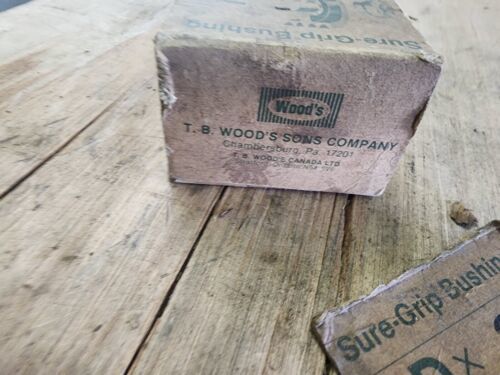 Sure-Grip Bushing
Wood's
T. B. WOOD'S SONS COMPANY
Chambersburg, Pa. 17201
T. B. WOOD'S CANADA LTD
Sure-Grip Bushing